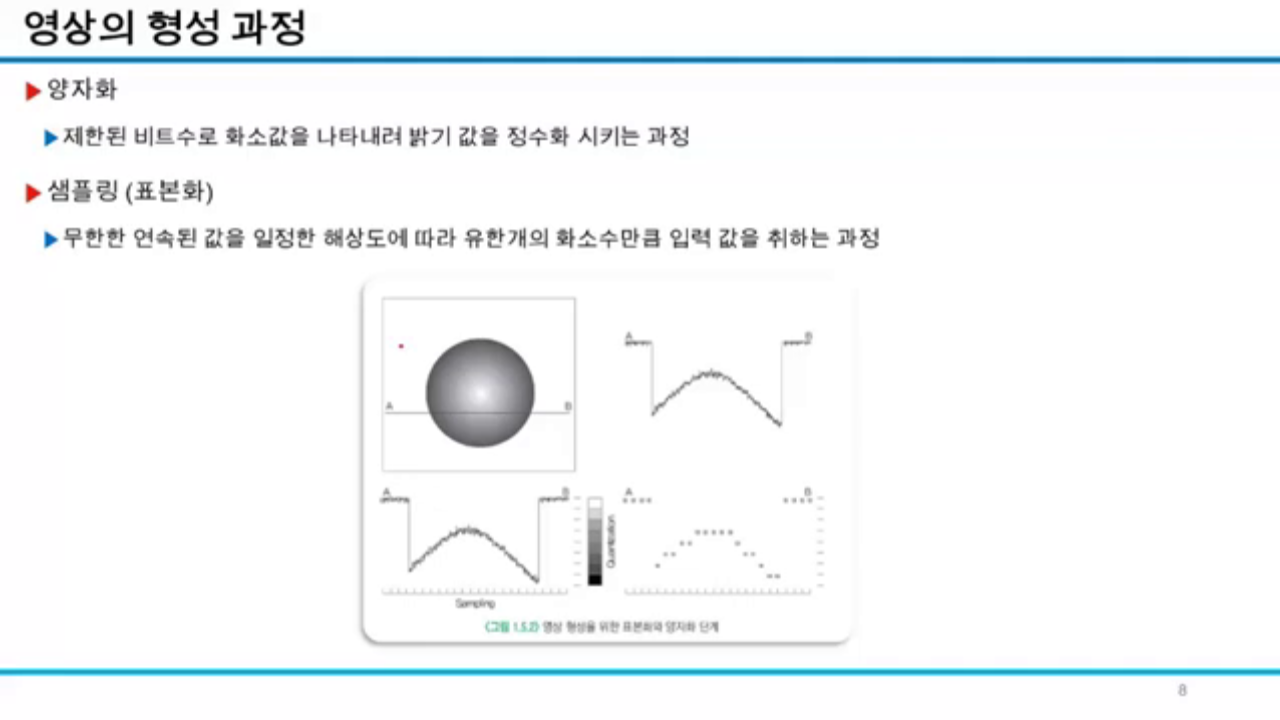 영상의 형성 과정
양자화
제한된 비트수로 화소값을 나타내려 밝기 값을 정수화 시키는 과정
샘플링 (표본화)
무한한 연속된 값을 일정한 해상도에 따라 유한개의 화소수만큼 입력 값을 취하는 과정
A B
A B
A B
Quantization
A B
Sampling
〈그림 1.5.2〉 영상 형성을 위한 표본화와 양자화 단계
8